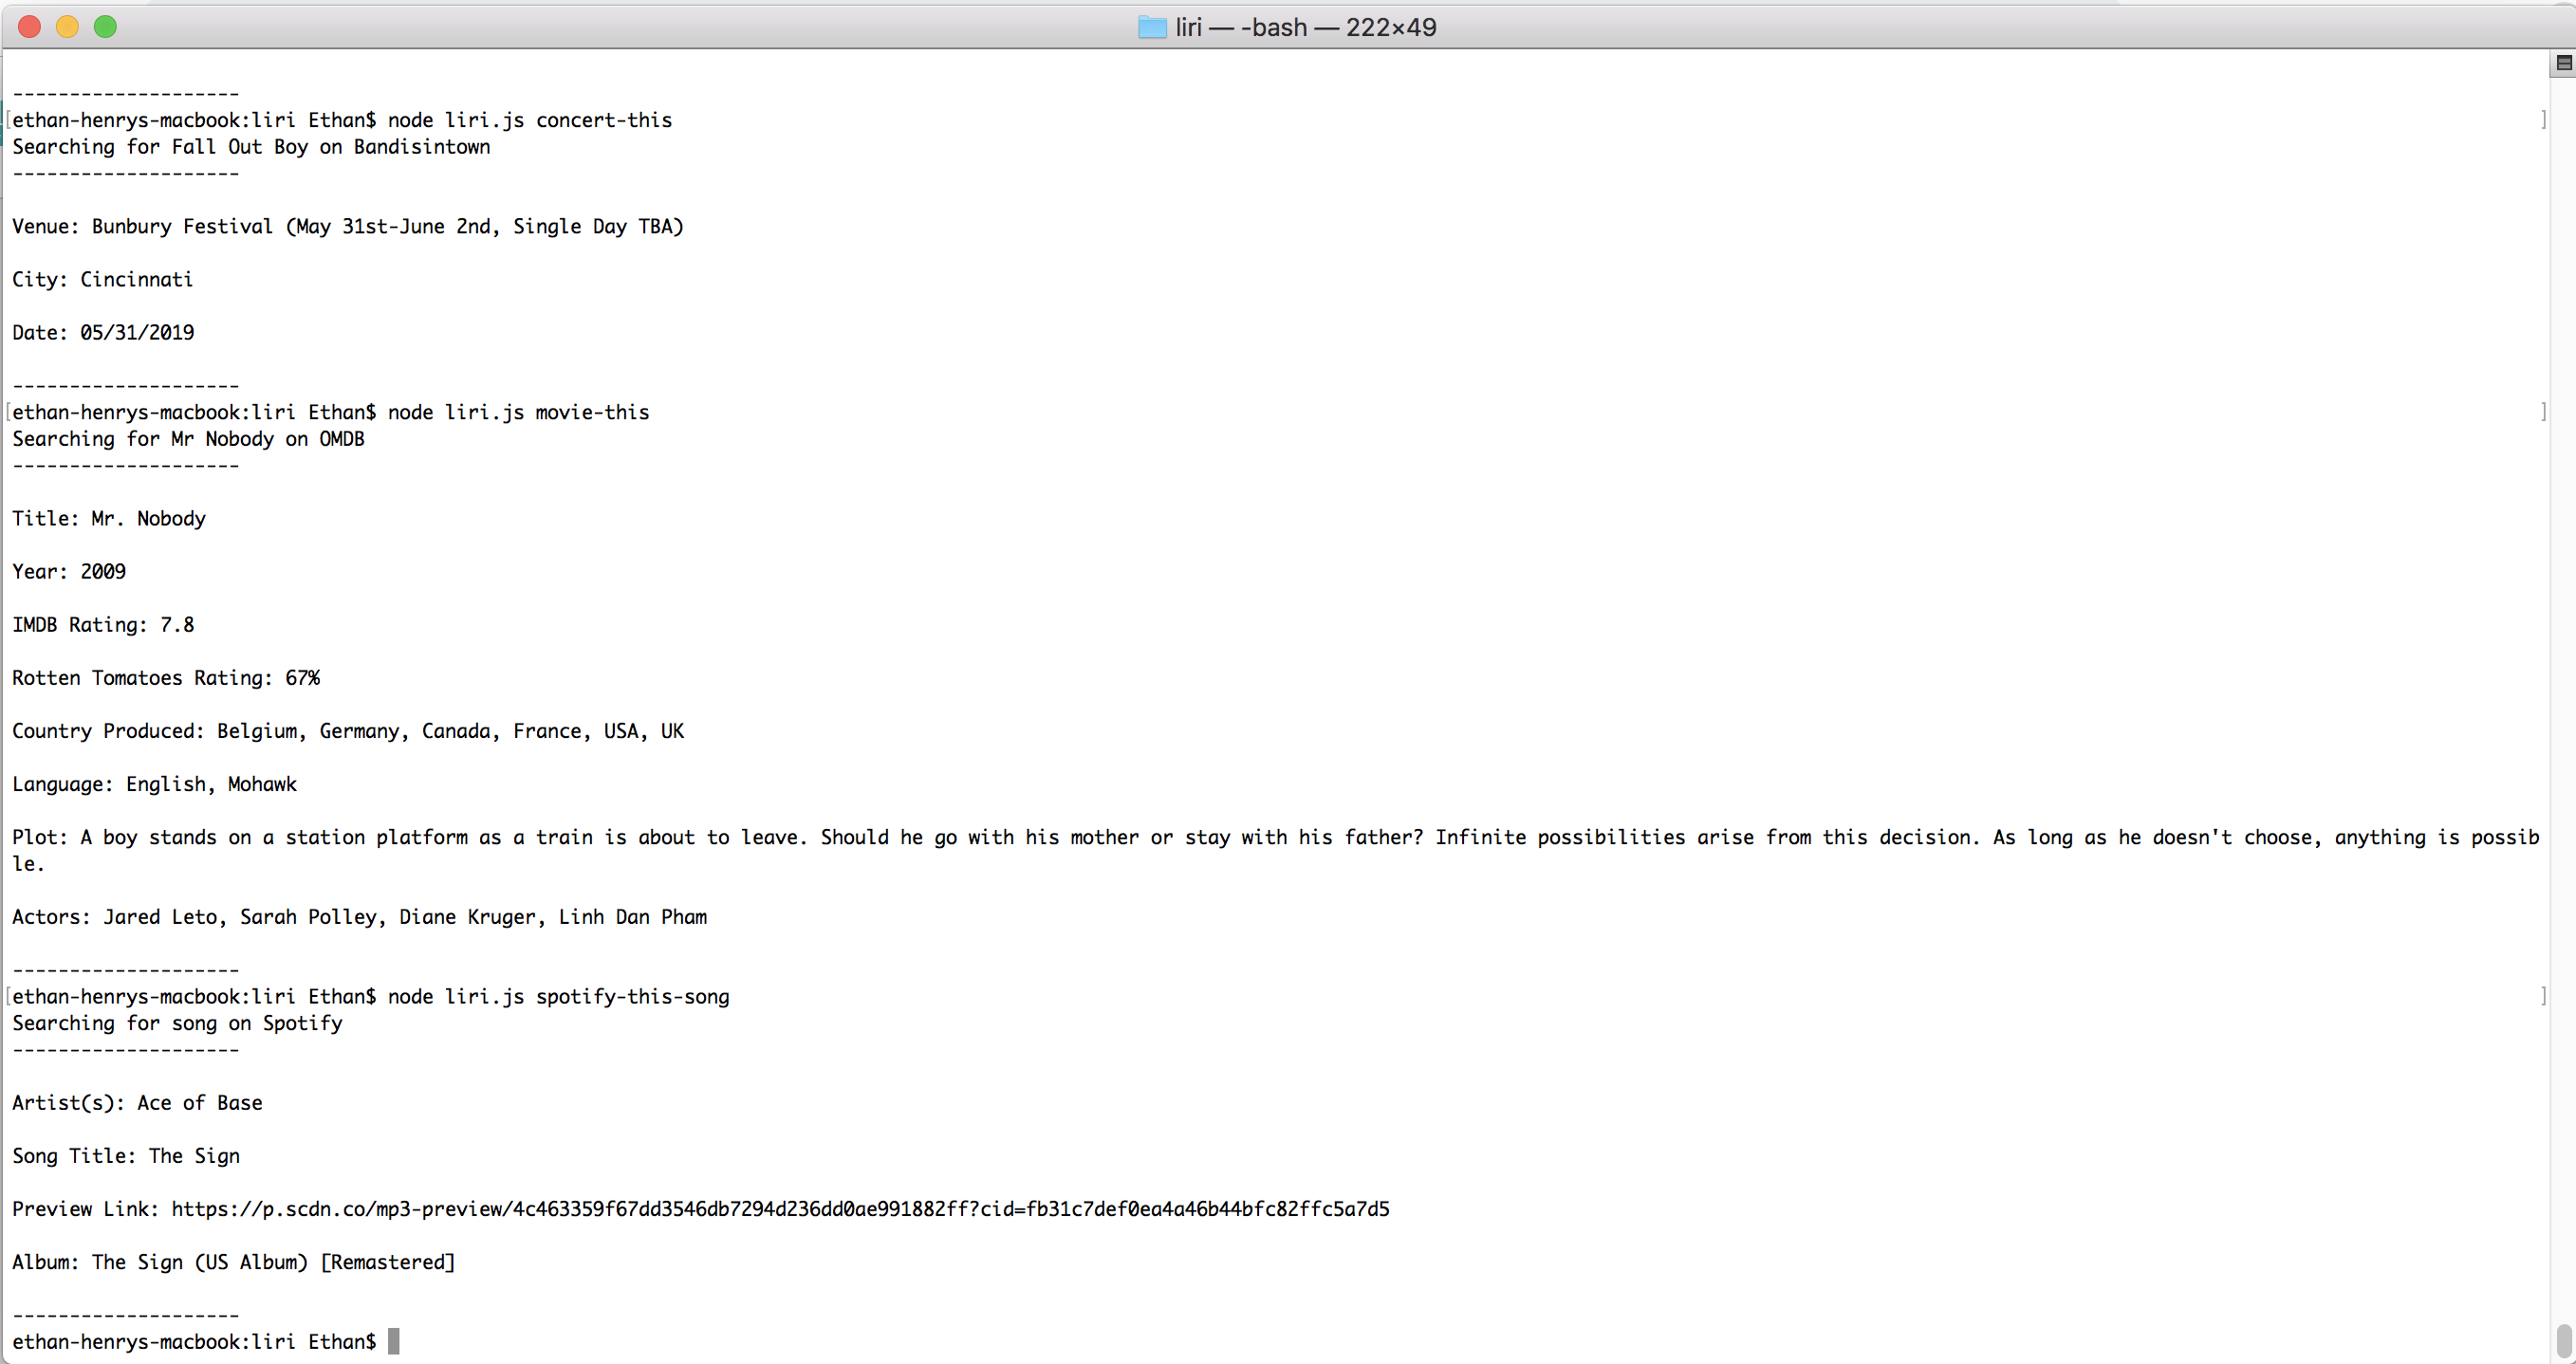 liri — -bash — 222×49
--------------------
[ethan-henrys-macbook:liri Ethan$ node liri.js concert-this ]
Searching for Fall Out Boy on Bandisintown
--------------------
Venue: Bunbury Festival (May 31st-June 2nd, Single Day TBA)
City: Cincinnati
Date: 05/31/2019
--------------------
[ethan-henrys-macbook:liri Ethan$ node liri.js movie-this ]
Searching for Mr Nobody on OMDB
--------------------
Title: Mr. Nobody
Year: 2009
IMDB Rating: 7.8
Rotten Tomatoes Rating: 67%
Country Produced: Belgium, Germany, Canada, France, USA, UK
Language: English, Mohawk
Plot: A boy stands on a station platform as a train is about to leave. Should he go with his mother or stay with his father? Infinite possibilities arise from this decision. As long as he doesn't choose, anything is possib
le.
Actors: Jared Leto, Sarah Polley, Diane Kruger, Linh Dan Pham
--------------------
[ethan-henrys-macbook:liri Ethan$ node liri.js spotify-this-song ]
Searching for song on Spotify
--------------------
Artist(s): Ace of Base
Song Title: The Sign
Preview Link: https://p.scdn.co/mp3-preview/4c463359f67dd3546db7294d236dd0ae991882ff?cid=fb31c7def0ea4a46b44bfc82ffc5a7d5
Album: The Sign (US Album) [Remastered]
--------------------
ethan-henrys-macbook:liri Ethan$